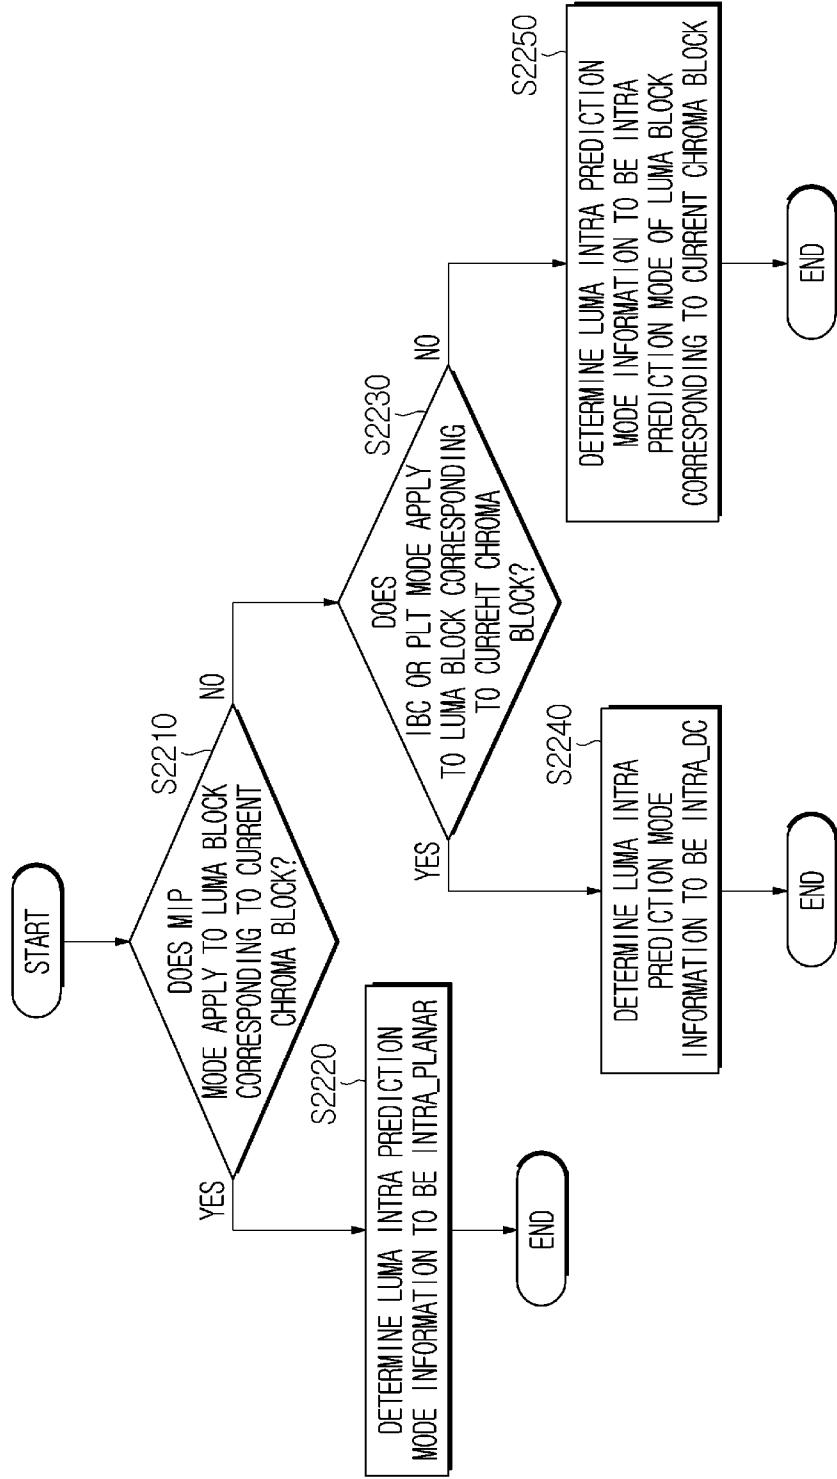 START
S2210
DOES MIP
MODE APPLY TO LUMA BLOCK
CORRESPONDING TO CURRENT
CHROMA BLOCK?
YES
NO
S2220
DETERMINE LUMA INTRA PREDICTION
MODE INFORMATION TO BE INTRA_PLANAR
END
S2230
DOES
IBC OR PLT MODE APPLY
TO LUMA BLOCK CORRESPONDING
TO CURREHT CHROMA
BLOCK?
YES
NO
S2240
DETERMINE LUMA INTRA
PREDICTION MODE
INFORMATION TO BE INTRA_DC
END
S2250
DETERMINE LUMA INTRA PREDICTION
MODE INFORMATION TO BE INTRA
PREDICTION MODE OF LUMA BLOCK
CORRESPONDING TO CURRENT CHROMA BLOCK
END